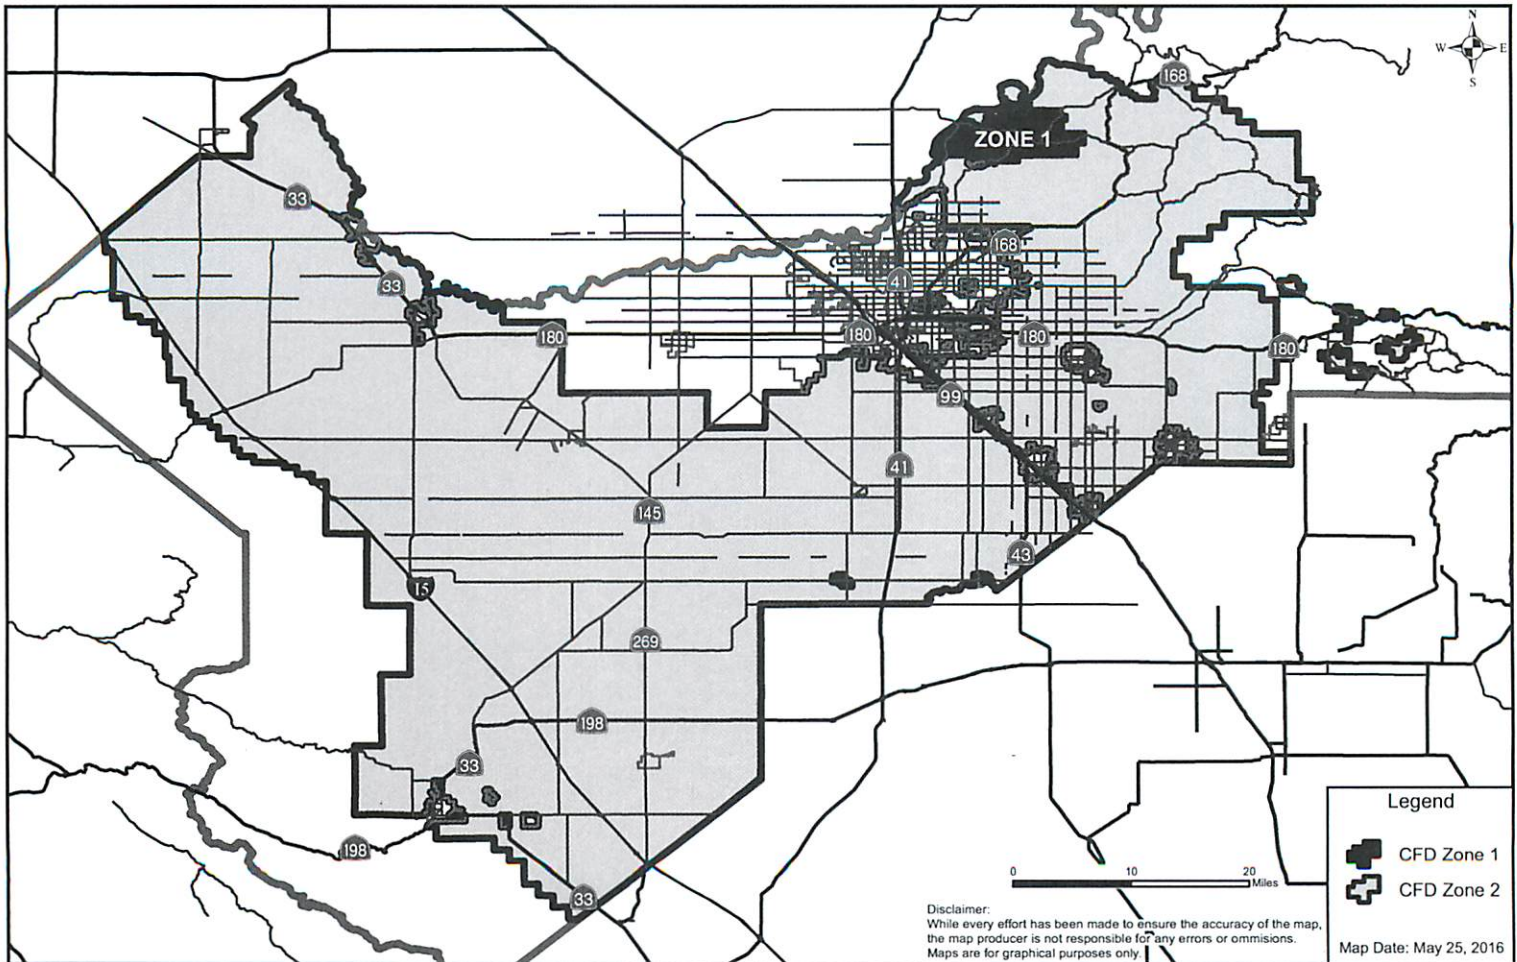 N
W E
S
168
ZONE 1
33
168
33
41
180
180
180
180
99
41
145
43
15
269
198
33
198
33
Legend
CFD Zone 1
CFD Zone 2
Map Date: May 25, 2016
0 10 20
Miles
Disclaimer:
While every effort has been made to ensure the accuracy of the map,
the map producer is not responsible for any errors or ommisions.
Maps are for graphical purposes only.